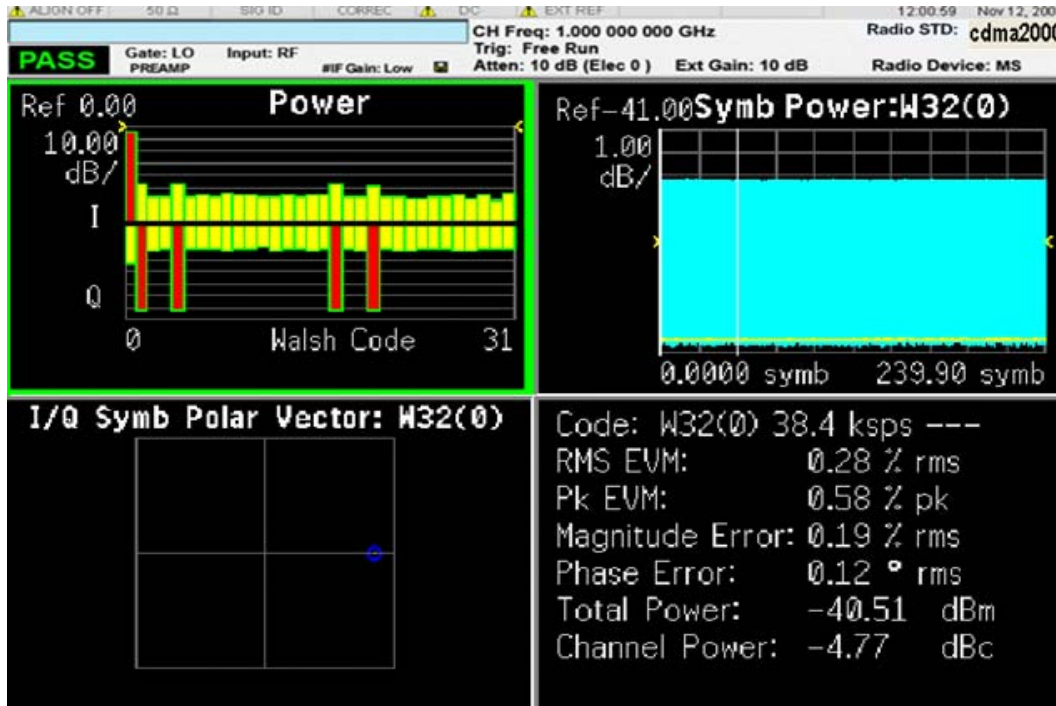 ALIGN OFF 50 Ω SIG ID CORREC DC EXT REF 12:00:59 Nov 12, 200
CH Freq: 1.000 000 000 GHz Radio STD: cdma2000
PASS Gate: LO Input: RF Trig: Free Run
PREAMP #IF Gain: Low Atten: 10 dB (Elec 0 ) Ext Gain: 10 dB Radio Device: MS
Ref 0.00 Power
10.00
dB/
I
Q
0 Walsh Code 31
Ref-41.00 Symb Power:W32(0)
1.00
dB/
0.0000 symb 239.90 symb
I/Q Symb Polar Vector: W32(0)
Code: W32(0) 38.4 ksps ---
RMS EVM: 0.28 % rms
Pk EVM: 0.58 % pk
Magnitude Error: 0.19 % rms
Phase Error: 0.12 ° rms
Total Power: -40.51 dBm
Channel Power: -4.77 dBc